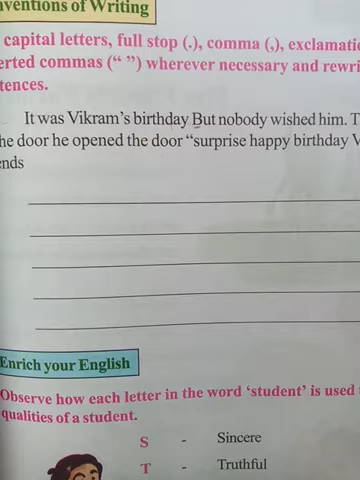 nventions of Writing
capital letters, full stop (.), comma (,), exclamatio
erted commas (“ ”) wherever necessary and rewri
tences.
It was Vikram’s birthday But nobody wished him. T
he door he opened the door “surprise happy birthday V
ends
Enrich your English
Observe how each letter in the word ‘student’ is used
qualities of a student.
S - Sincere
T - Truthful